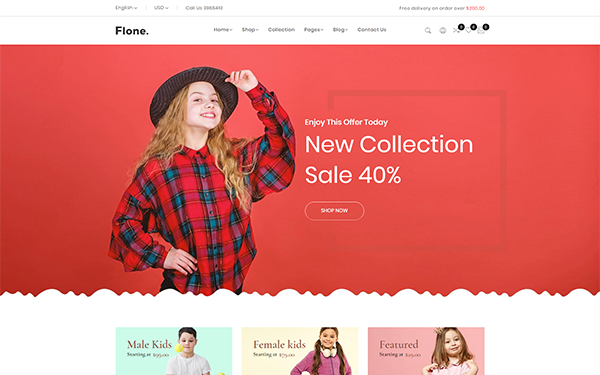 English USD Call Us 3965410
Free delivery on order over $200.00
Flone.
Home Shop Collection Pages Blog Contact Us
0 0 0
Enjoy This Offer Today
New Collection
Sale 40%
SHOP NOW
Male Kids
Starting at $99.00
Female kids
Starting at $79.00
Featured
Starting at $29.00